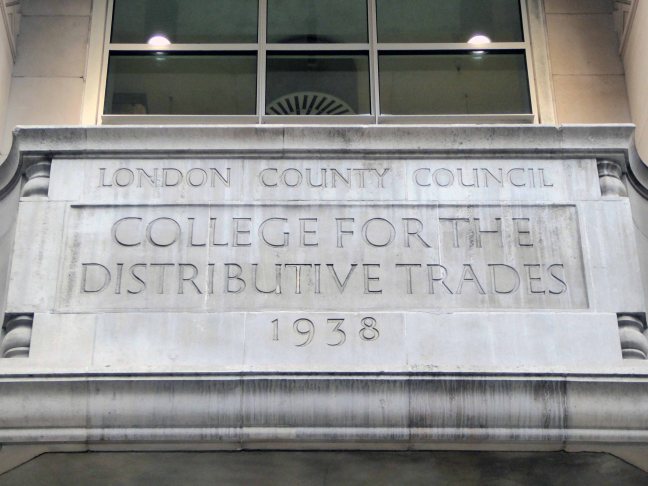 LONDON COUNTY COUNCIL
COLLEGE FOR THE
DISTRIBUTIVE TRADES
1938